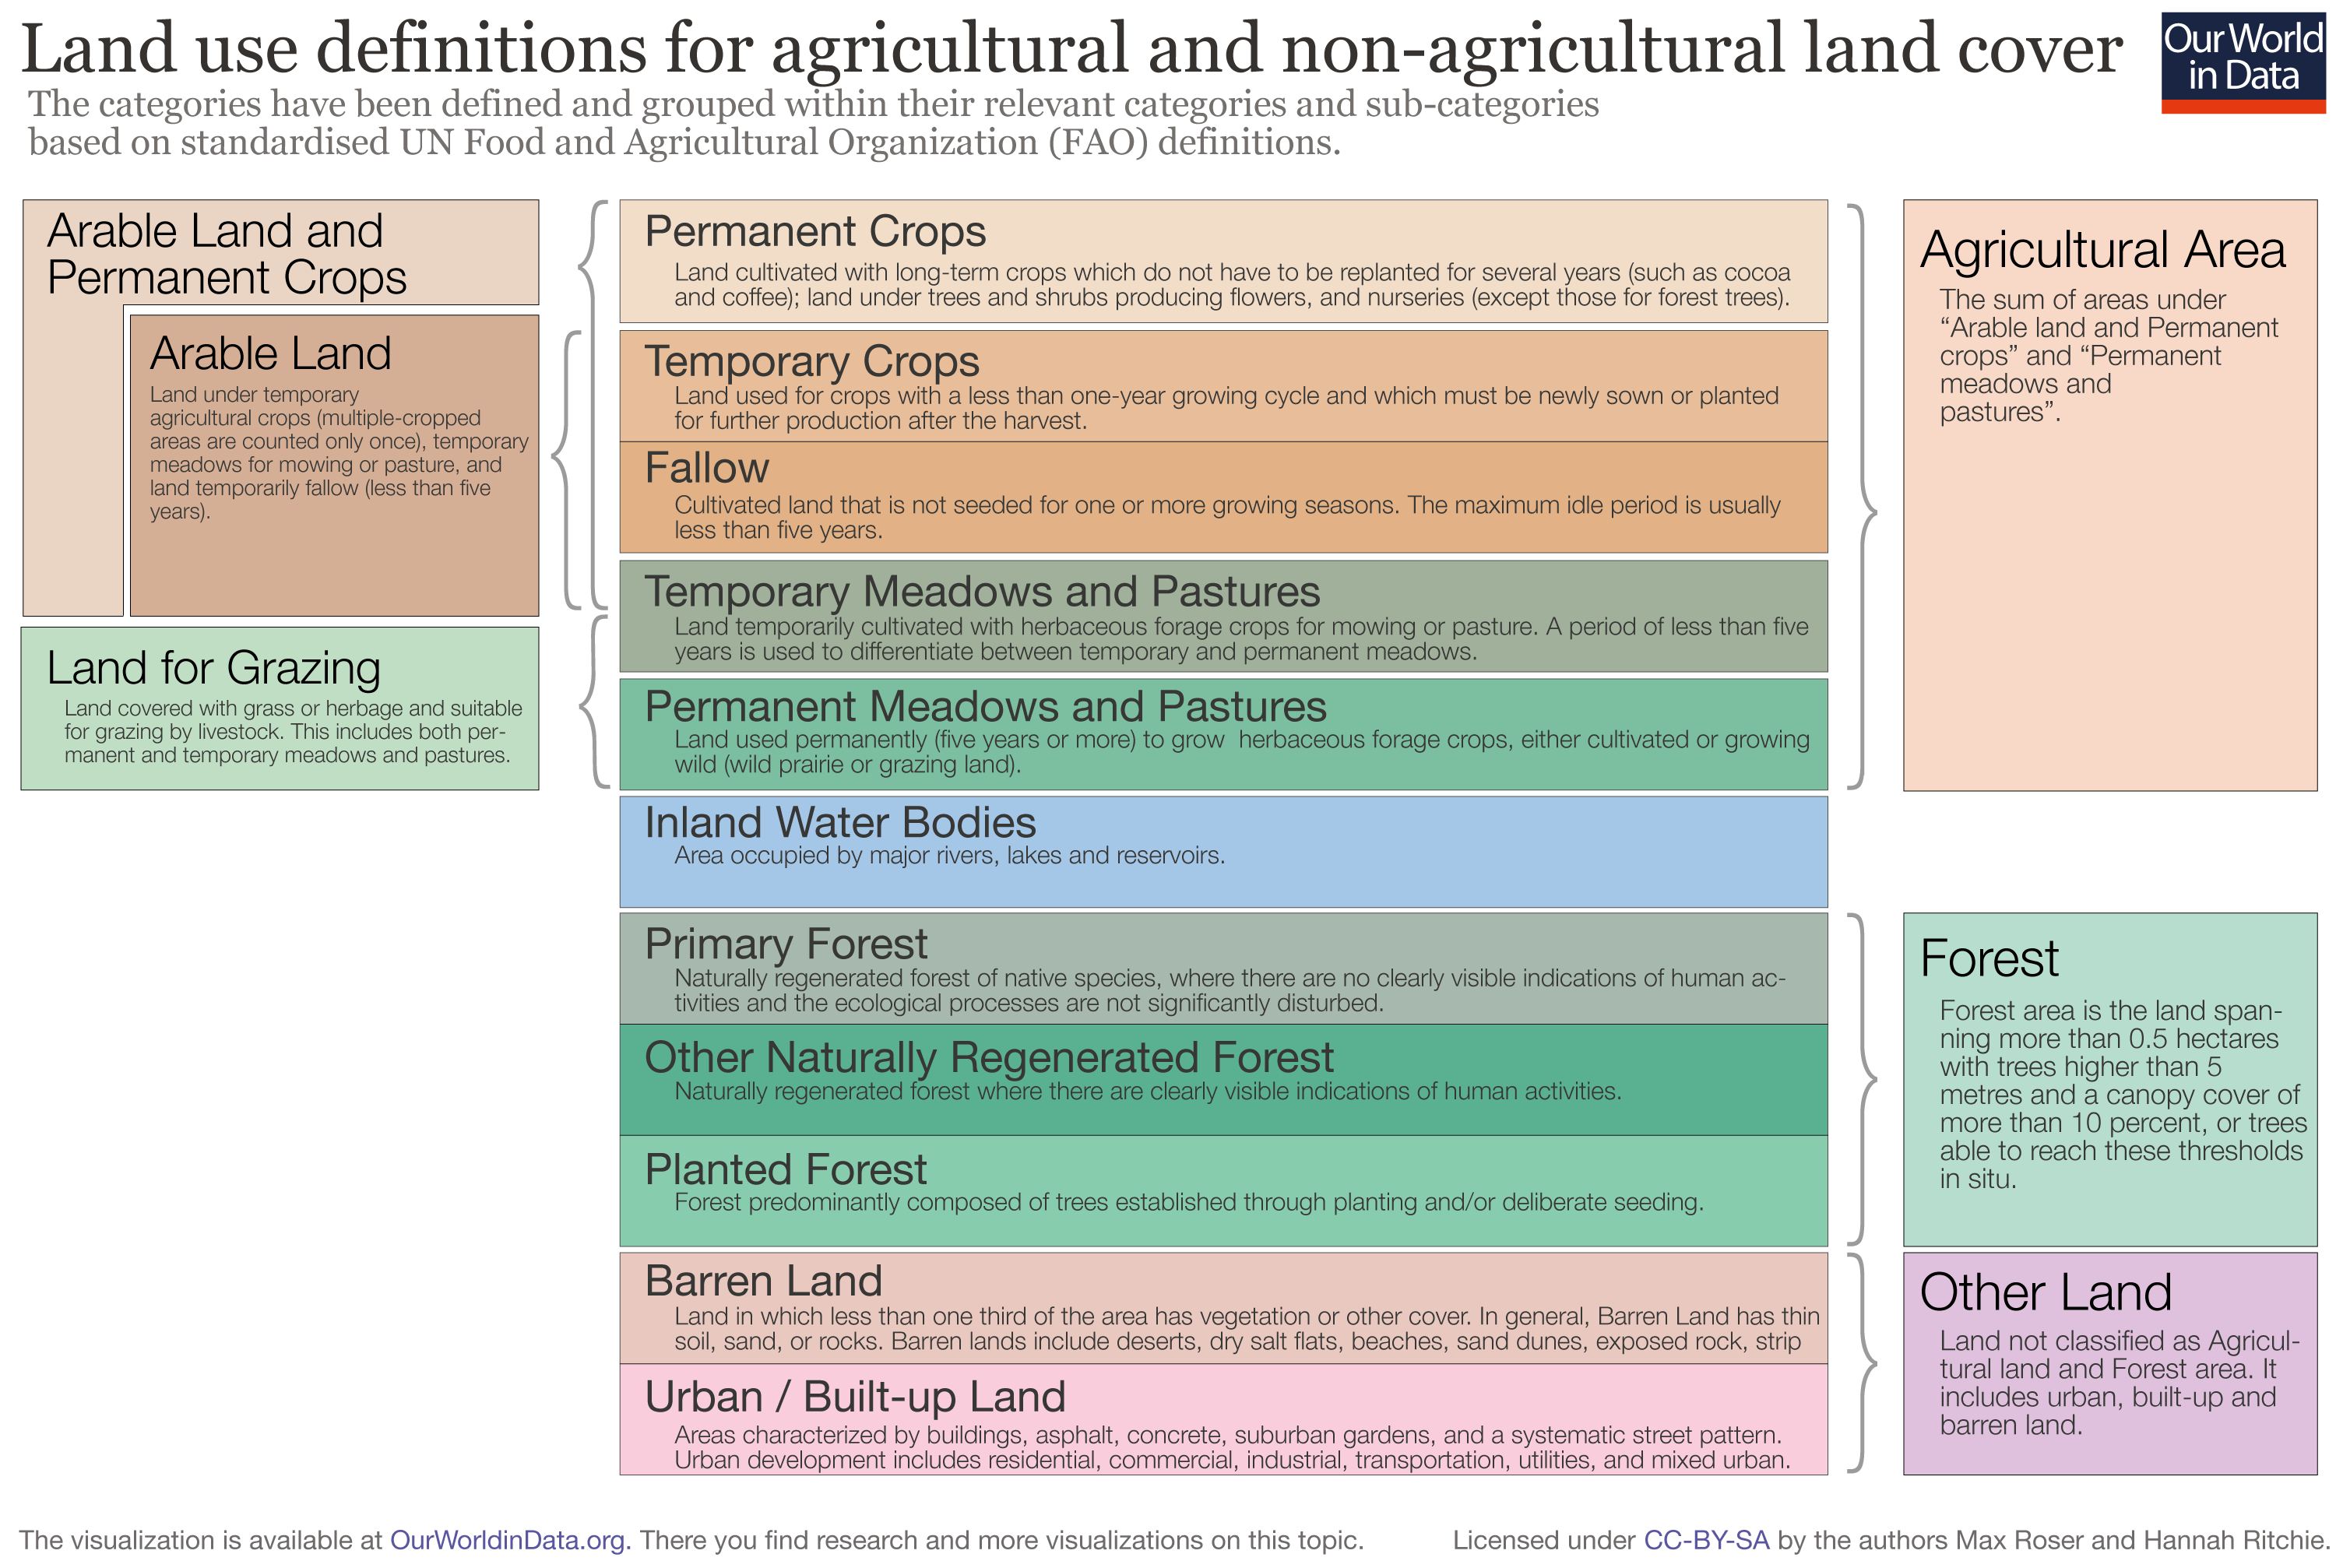 Land use definitions for agricultural and non-agricultural land cover
Our World
in Data
The categories have been defined and grouped within their relevant categories and sub-categories
based on standardised UN Food and Agricultural Organization (FAO) definitions.
Arable Land and
Permanent Crops
Arable Land
Land under temporary
agricultural crops (multiple-cropped
areas are counted only once), temporary
meadows for mowing or pasture, and
land temporarily fallow (less than five
years).
Land for Grazing
Land covered with grass or herbage and suitable
for grazing by livestock. This includes both per-
manent and temporary meadows and pastures.
Permanent Crops
Land cultivated with long-term crops which do not have to be replanted for several years (such as cocoa
and coffee); land under trees and shrubs producing flowers, and nurseries (except those for forest trees).
Temporary Crops
Land used for crops with a less than one-year growing cycle and which must be newly sown or planted
for further production after the harvest.
Fallow
Cultivated land that is not seeded for one or more growing seasons. The maximum idle period is usually
less than five years.
Temporary Meadows and Pastures
Land temporarily cultivated with herbaceous forage crops for mowing or pasture. A period of less than five
years is used to differentiate between temporary and permanent meadows.
Permanent Meadows and Pastures
Land used permanently (five years or more) to grow herbaceous forage crops, either cultivated or growing
wild (wild prairie or grazing land).
Inland Water Bodies
Area occupied by major rivers, lakes and reservoirs.
Primary Forest
Naturally regenerated forest of native species, where there are no clearly visible indications of human ac-
tivities and the ecological processes are not significantly disturbed.
Other Naturally Regenerated Forest
Naturally regenerated forest where there are clearly visible indications of human activities.
Planted Forest
Forest predominantly composed of trees established through planting and/or deliberate seeding.
Barren Land
Land in which less than one third of the area has vegetation or other cover. In general, Barren Land has thin
soil, sand, or rocks. Barren lands include deserts, dry salt flats, beaches, sand dunes, exposed rock, strip
Urban / Built-up Land
Areas characterized by buildings, asphalt, concrete, suburban gardens, and a systematic street pattern.
Urban development includes residential, commercial, industrial, transportation, utilities, and mixed urban.
Agricultural Area
The sum of areas under
“Arable land and Permanent
crops” and “Permanent
meadows and
pastures”.
Forest
Forest area is the land span-
ning more than 0.5 hectares
with trees higher than 5
metres and a canopy cover of
more than 10 percent, or trees
able to reach these thresholds
in situ.
Other Land
Land not classified as Agricul-
tural land and Forest area. It
includes urban, built-up and
barren land.
The visualization is available at OurWorldinData.org. There you find research and more visualizations on this topic.
Licensed under CC-BY-SA by the authors Max Roser and Hannah Ritchie.